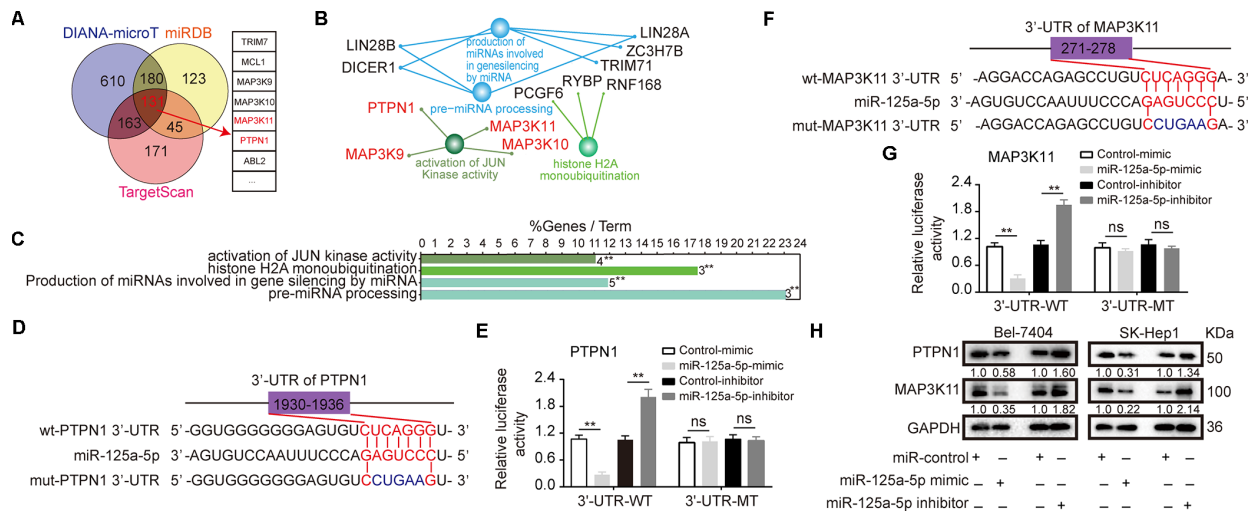 A
DIANA-microT miRDB
610
180
123
131
163
45
171
TargetScan
TRIM7
MCL1
MAP3K9
MAP3K10
MAP3K11
PTPN1
ABL2
...
B
LIN28B
DICER1
production of
miRNAs involved
in genesilencing
by miRNA
pre-miRNA processing
LIN28A
ZC3H7B
TRIM71
RYBP
RNF168
PCGF6
PTPN1
MAP3K11
MAP3K10
MAP3K9
activation of JUN
Kinase activity
histone H2A
monoubiquitination
C
%Genes / Term
0 1 2 3 4 5 6 7 8 9 10 11 12 13 14 15 16 17 18 19 20 21 22 23 24
activation of JUN kinase activity 4**
histone H2A monoubiquitination 3**
Production of miRNAs involved in gene silencing by miRNA 5**
pre-miRNA processing 3**
D
3'-UTR of PTPN1
1930-1936
wt-PTPN1 3'-UTR 5'-GGUGGGGGGGAGUGUCUCAGGGU- 3'
miR-125a-5p -AGUGUCCAAUUUCCCAGAGUCCCU- 5'
mut-PTPN1 3'-UTR 5'-GGUGGGGGGGAGUGUCCUGAAGU- 3'
E
PTPN1
Control-mimic
miR-125a-5p-mimic
Control-inhibitor
miR-125a-5p-inhibitor
Relative luciferase
activity
2.4
1.8
1.2
0.6
0.0
**
**
ns
ns
3'-UTR-WT 3'-UTR-MT
F
3'-UTR of MAP3K11
271-278
wt-MAP3K11 3'-UTR 5' -AGGACCAGAGCCUGUCUCAGGGA- 3'
miR-125a-5p -AGUGUCCAAUUUCCCAGAGUCCCU- 5'
mut-MAP3K11 3'-UTR 5' -AGGACCAGAGCCUGUCCUGAAGA- 3'
G
MAP3K11
Control-mimic
miR-125a-5p-mimic
Control-inhibitor
miR-125a-5p-inhibitor
Relative luciferase
activity
2.4
1.8
1.2
0.6
0.0
**
**
ns
ns
3'-UTR-WT 3'-UTR-MT
H
Bel-7404 SK-Hep1 KDa
PTPN1 50
1.0 0.58 1.0 1.60 1.0 0.31 1.0 1.34
MAP3K11 100
1.0 0.35 1.0 1.82 1.0 0.22 1.0 2.14
GAPDH 36
miR-control + – + – + – + –
miR-125a-5p mimic – + – – – + – –
miR-125a-5p inhibitor – – – + – – – +